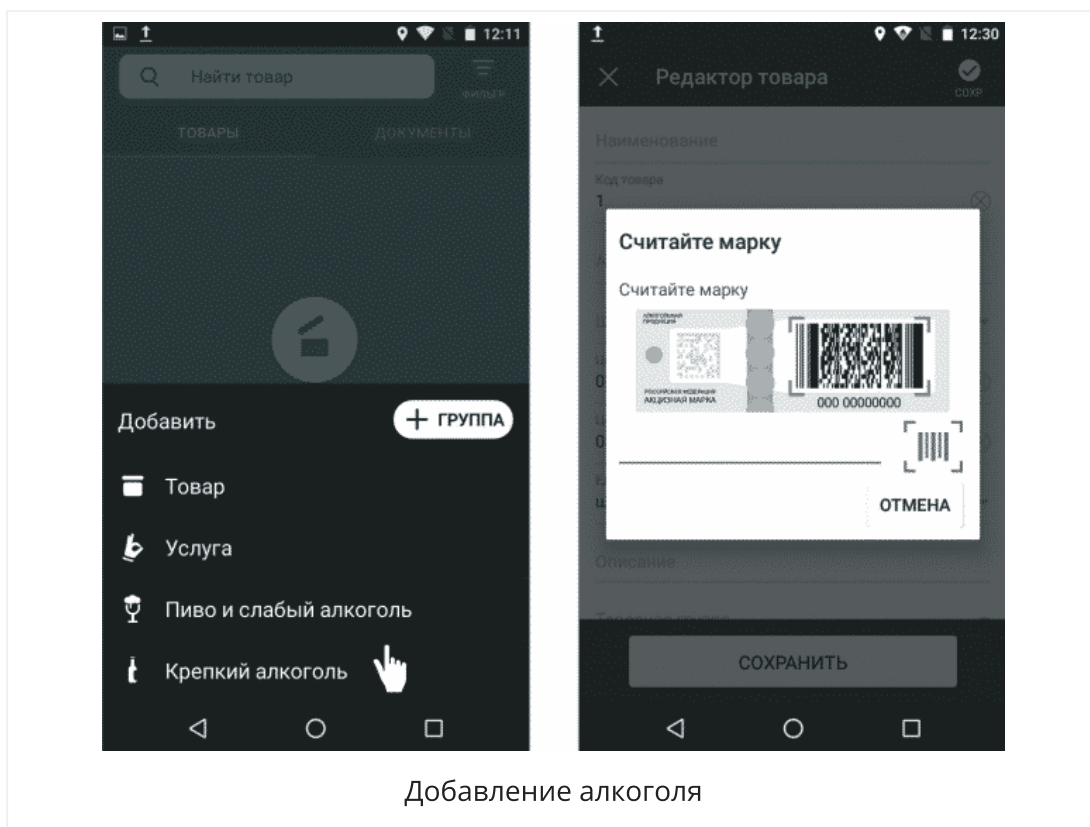 12:11
Найти товар
ФИЛЬТР
ТОВАРЫ
ДОКУМЕНТЫ
Добавить
+ ГРУППА
Товар
Услуга
Пиво и слабый алкоголь
Крепкий алкоголь
12:30
Редактор товара
СОХР
Наименование
Код товара
1
Считайте марку
Считайте марку
АЛКОГОЛЬНАЯ
ПРОДУКЦИЯ
РОССИЙСКАЯ ФЕДЕРАЦИЯ
АКЦИЗНАЯ МАРКА
000 00000000
0
0
ОТМЕНА
Описание
СОХРАНИТЬ
Добавление алкоголя